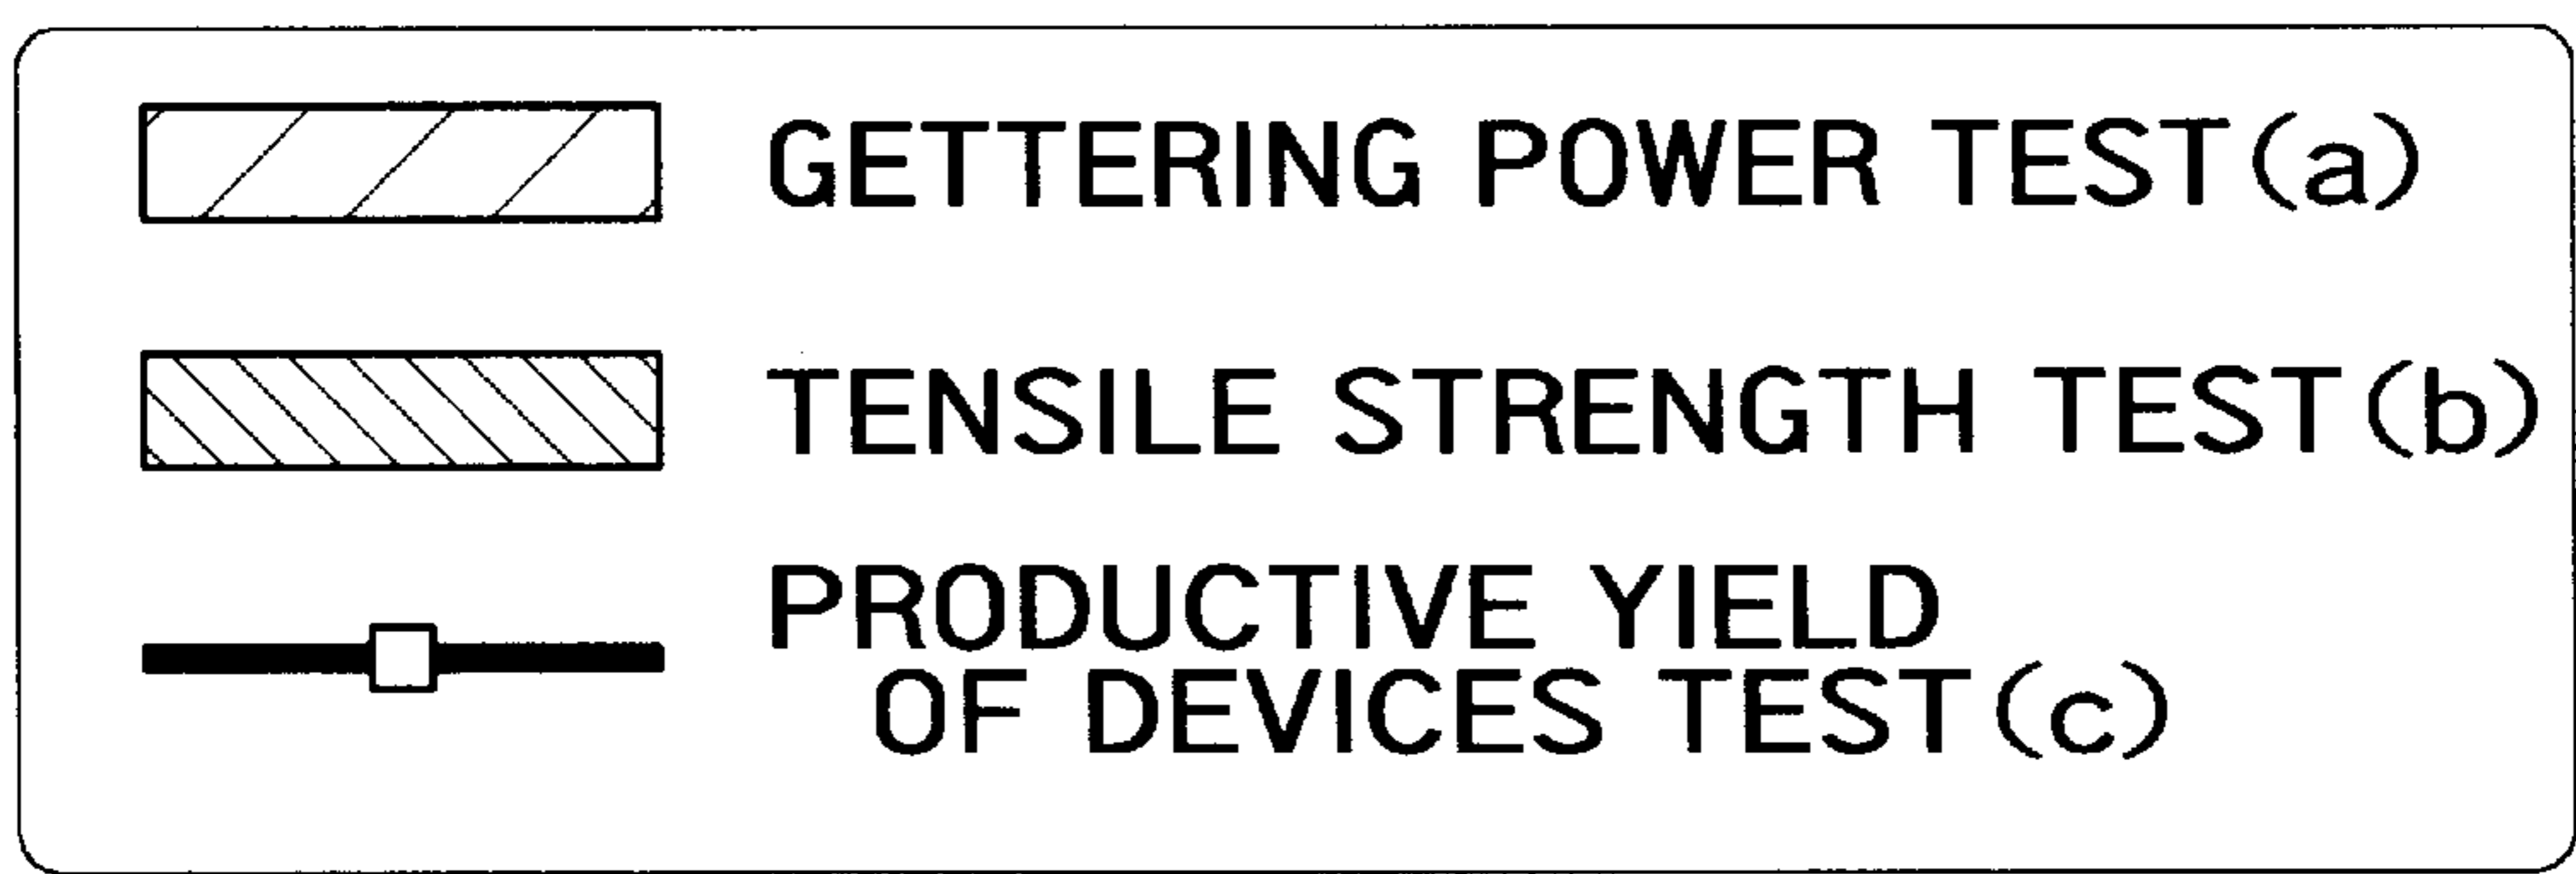 GETTERING POWER TEST(a)
TENSILE STRENGTH TEST(b)
PRODUCTIVE YIELD
OF DEVICES TEST(c)